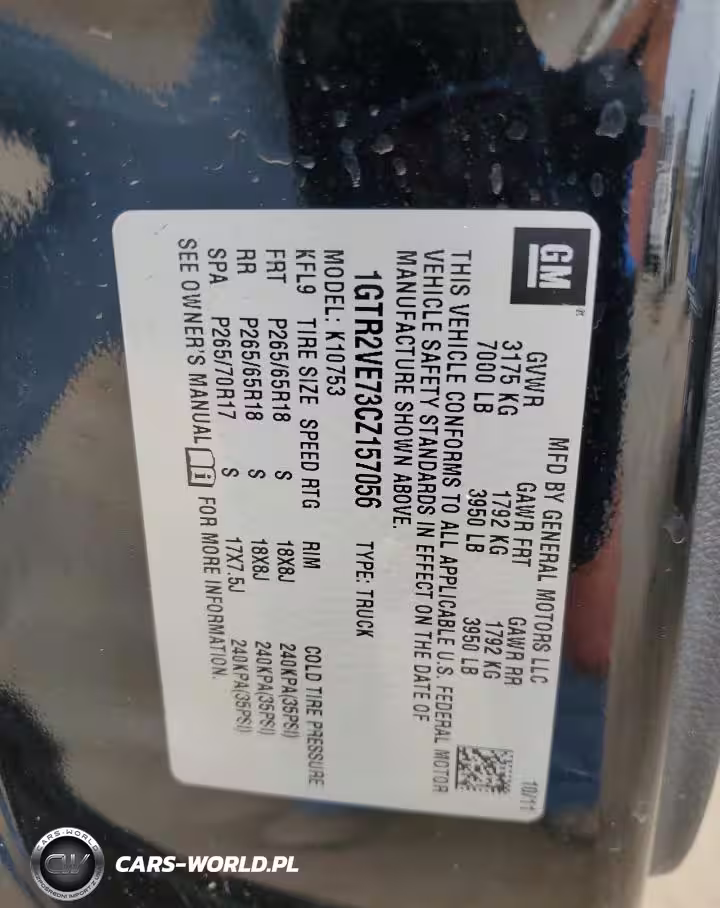 GM
MFD BY GENERAL MOTORS LLC
10/11
GVWR GAWR FRT GAWR RR
3175 KG 1792 KG 1792 KG
7000 LB 3950 LB 3950 LB
THIS VEHICLE CONFORMS TO ALL APPLICABLE U.S. FEDERAL MOTOR
VEHICLE SAFETY STANDARDS IN EFFECT ON THE DATE OF
MANUFACTURE SHOWN ABOVE.
1GTR2VE73CZ157056 TYPE: TRUCK
MODEL: K10753
KFL9 TIRE SIZE SPEED RTG RIM COLD TIRE PRESSURE
FRT P265/65R18 S 18X8J 240KPA(35PSI)
RR P265/65R18 S 18X8J 240KPA(35PSI)
SPA P265/70R17 S 17X7.5J 240KPA(35PSI)
SEE OWNER'S MANUAL FOR MORE INFORMATION.
CARS-WORLD
CW
CARS-WORLD.PL